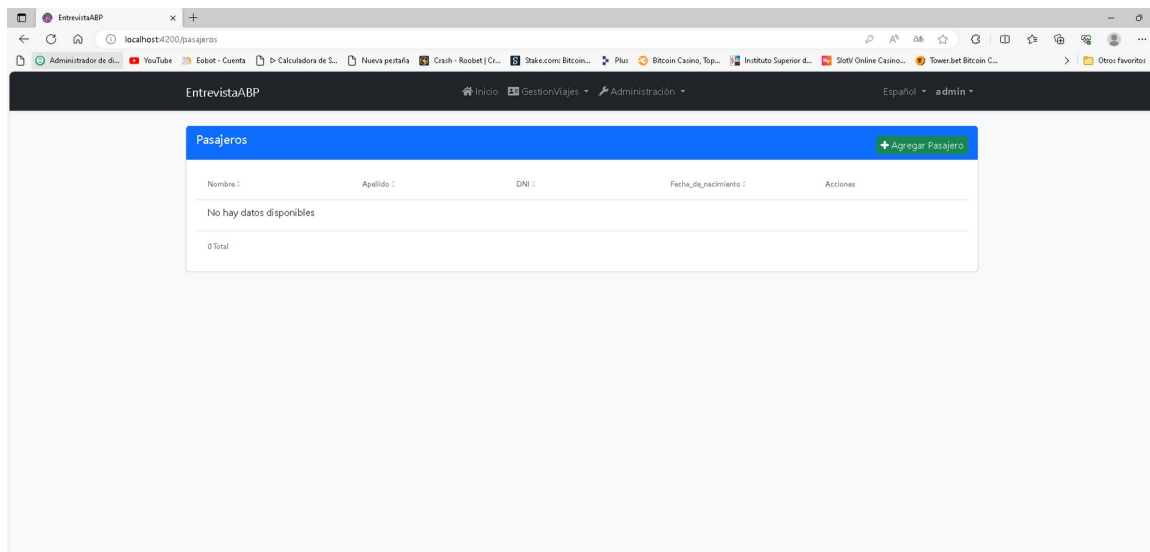 EntrevistaABP
localhost:4200/pasajeros
Administrador de di... YouTube Eobot - Cuenta Calculadora de S... Nueva pestaña Crash - Roobet | Cr... Stake.com: Bitcoin... Plus Bitcoin Casino, Top... Instituto Superior d... SlotV Online Casino... Tower.bet Bitcoin C... Otros favoritos
EntrevistaABP Inicio GestionViajes Administración Español admin
Pasajeros Agregar Pasajero
Nombre Apellido DNI Fecha_de_nacimiento Acciones
No hay datos disponibles
0 Total